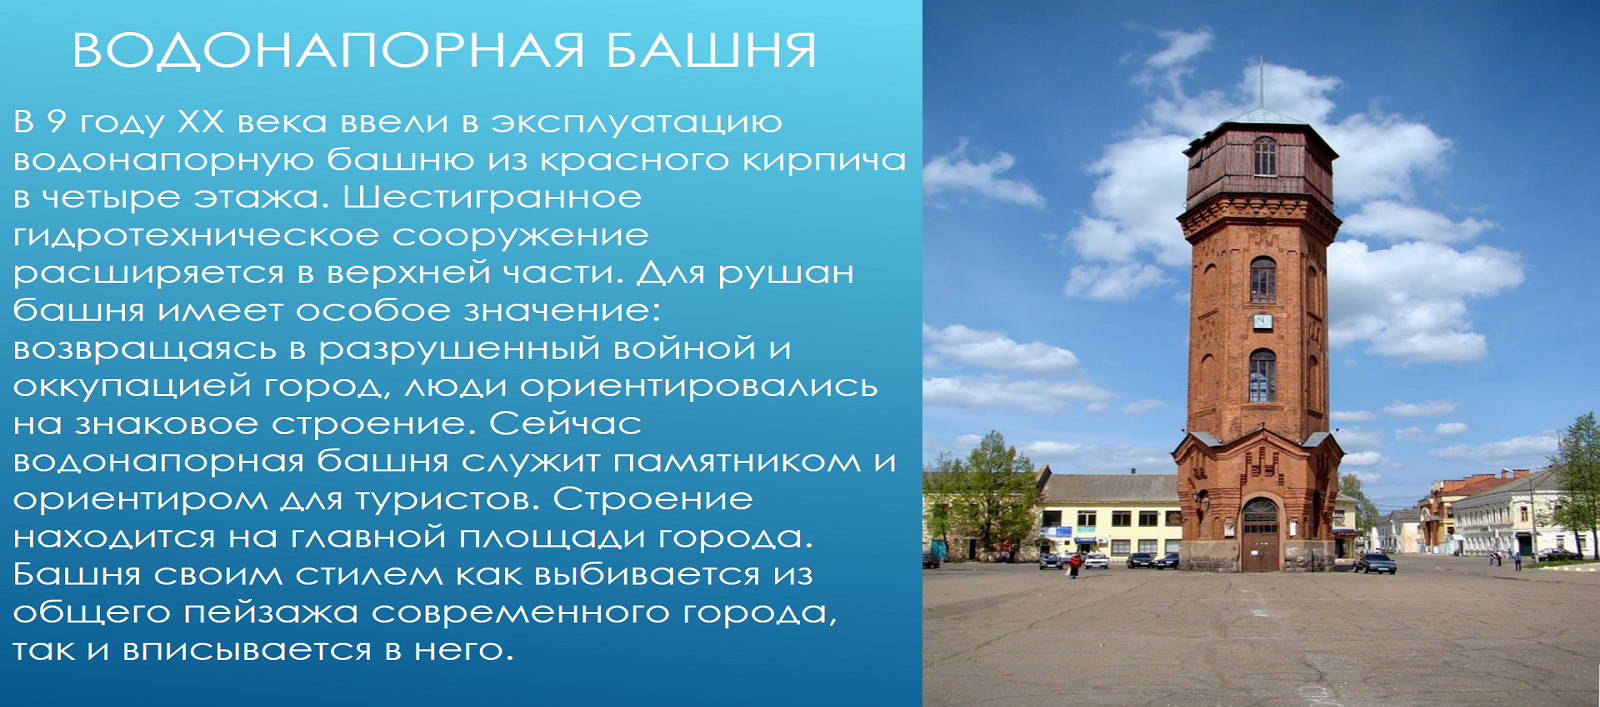 ВОДОНАПОРНАЯ БАШНЯ
В 9 году XX века ввели в эксплуатацию
водонапорную башню из красного кирпича
в четыре этажа. Шестигранное
гидротехническое сооружение
расширяется в верхней части. Для рушан
башня имеет особое значение:
возвращаясь в разрушенный войной и
оккупацией город, люди ориентировались
на знаковое строение. Сейчас
водонапорная башня служит памятником и
ориентиром для туристов. Строение
находится на главной площади города.
Башня своим стилем как выбивается из
общего пейзажа современного города,
так и вписывается в него.